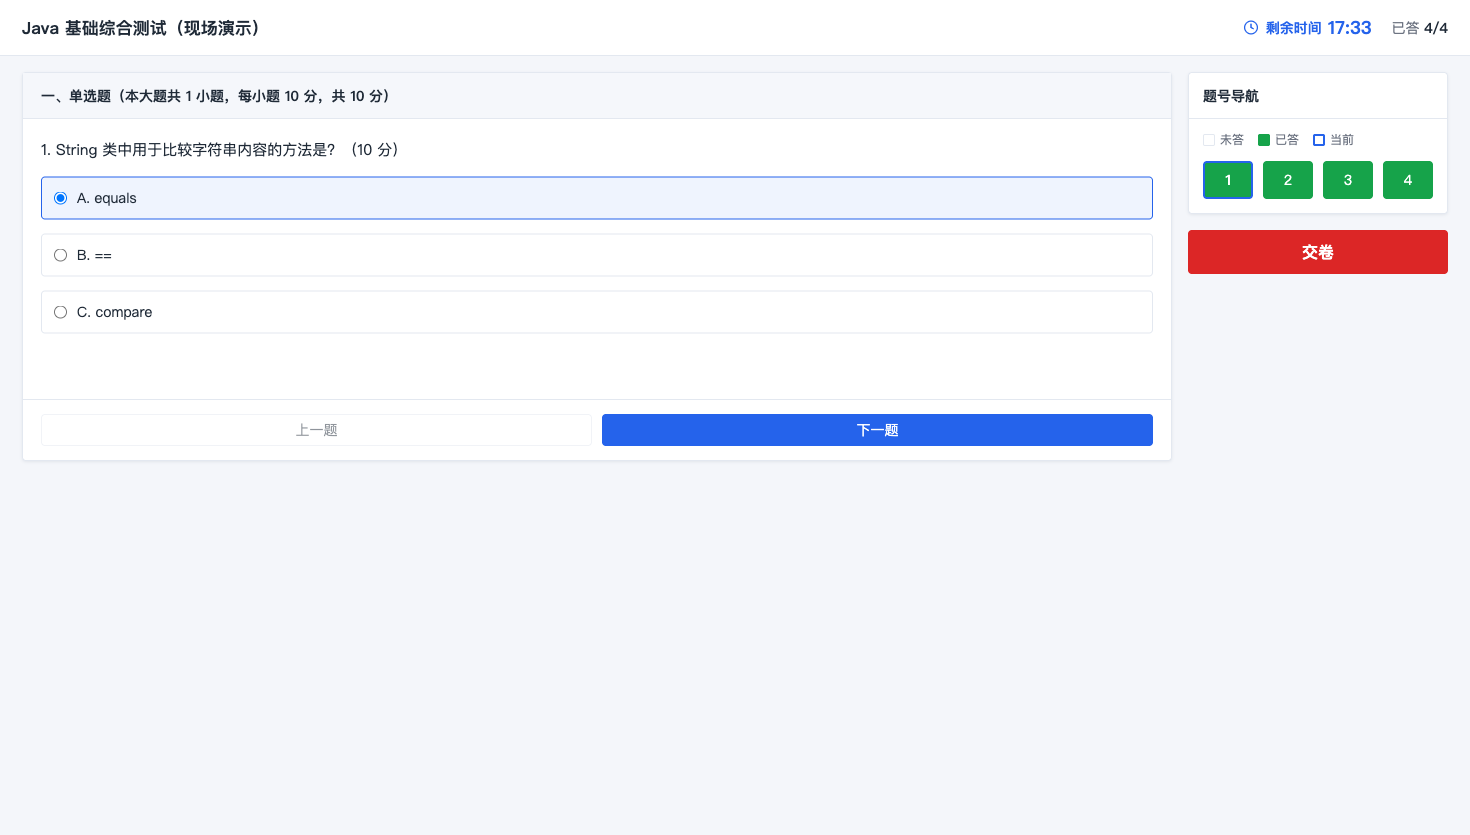 Java 基础综合测试（现场演示）
剩余时间 17:33 已答 4/4
一、单选题（本大题共 1 小题，每小题 10 分，共 10 分）
1. String 类中用于比较字符串内容的方法是? （10 分）
A. equals
B. ==
C. compare
上一题
下一题
题号导航
未答 已答 当前
1 2 3 4
交卷